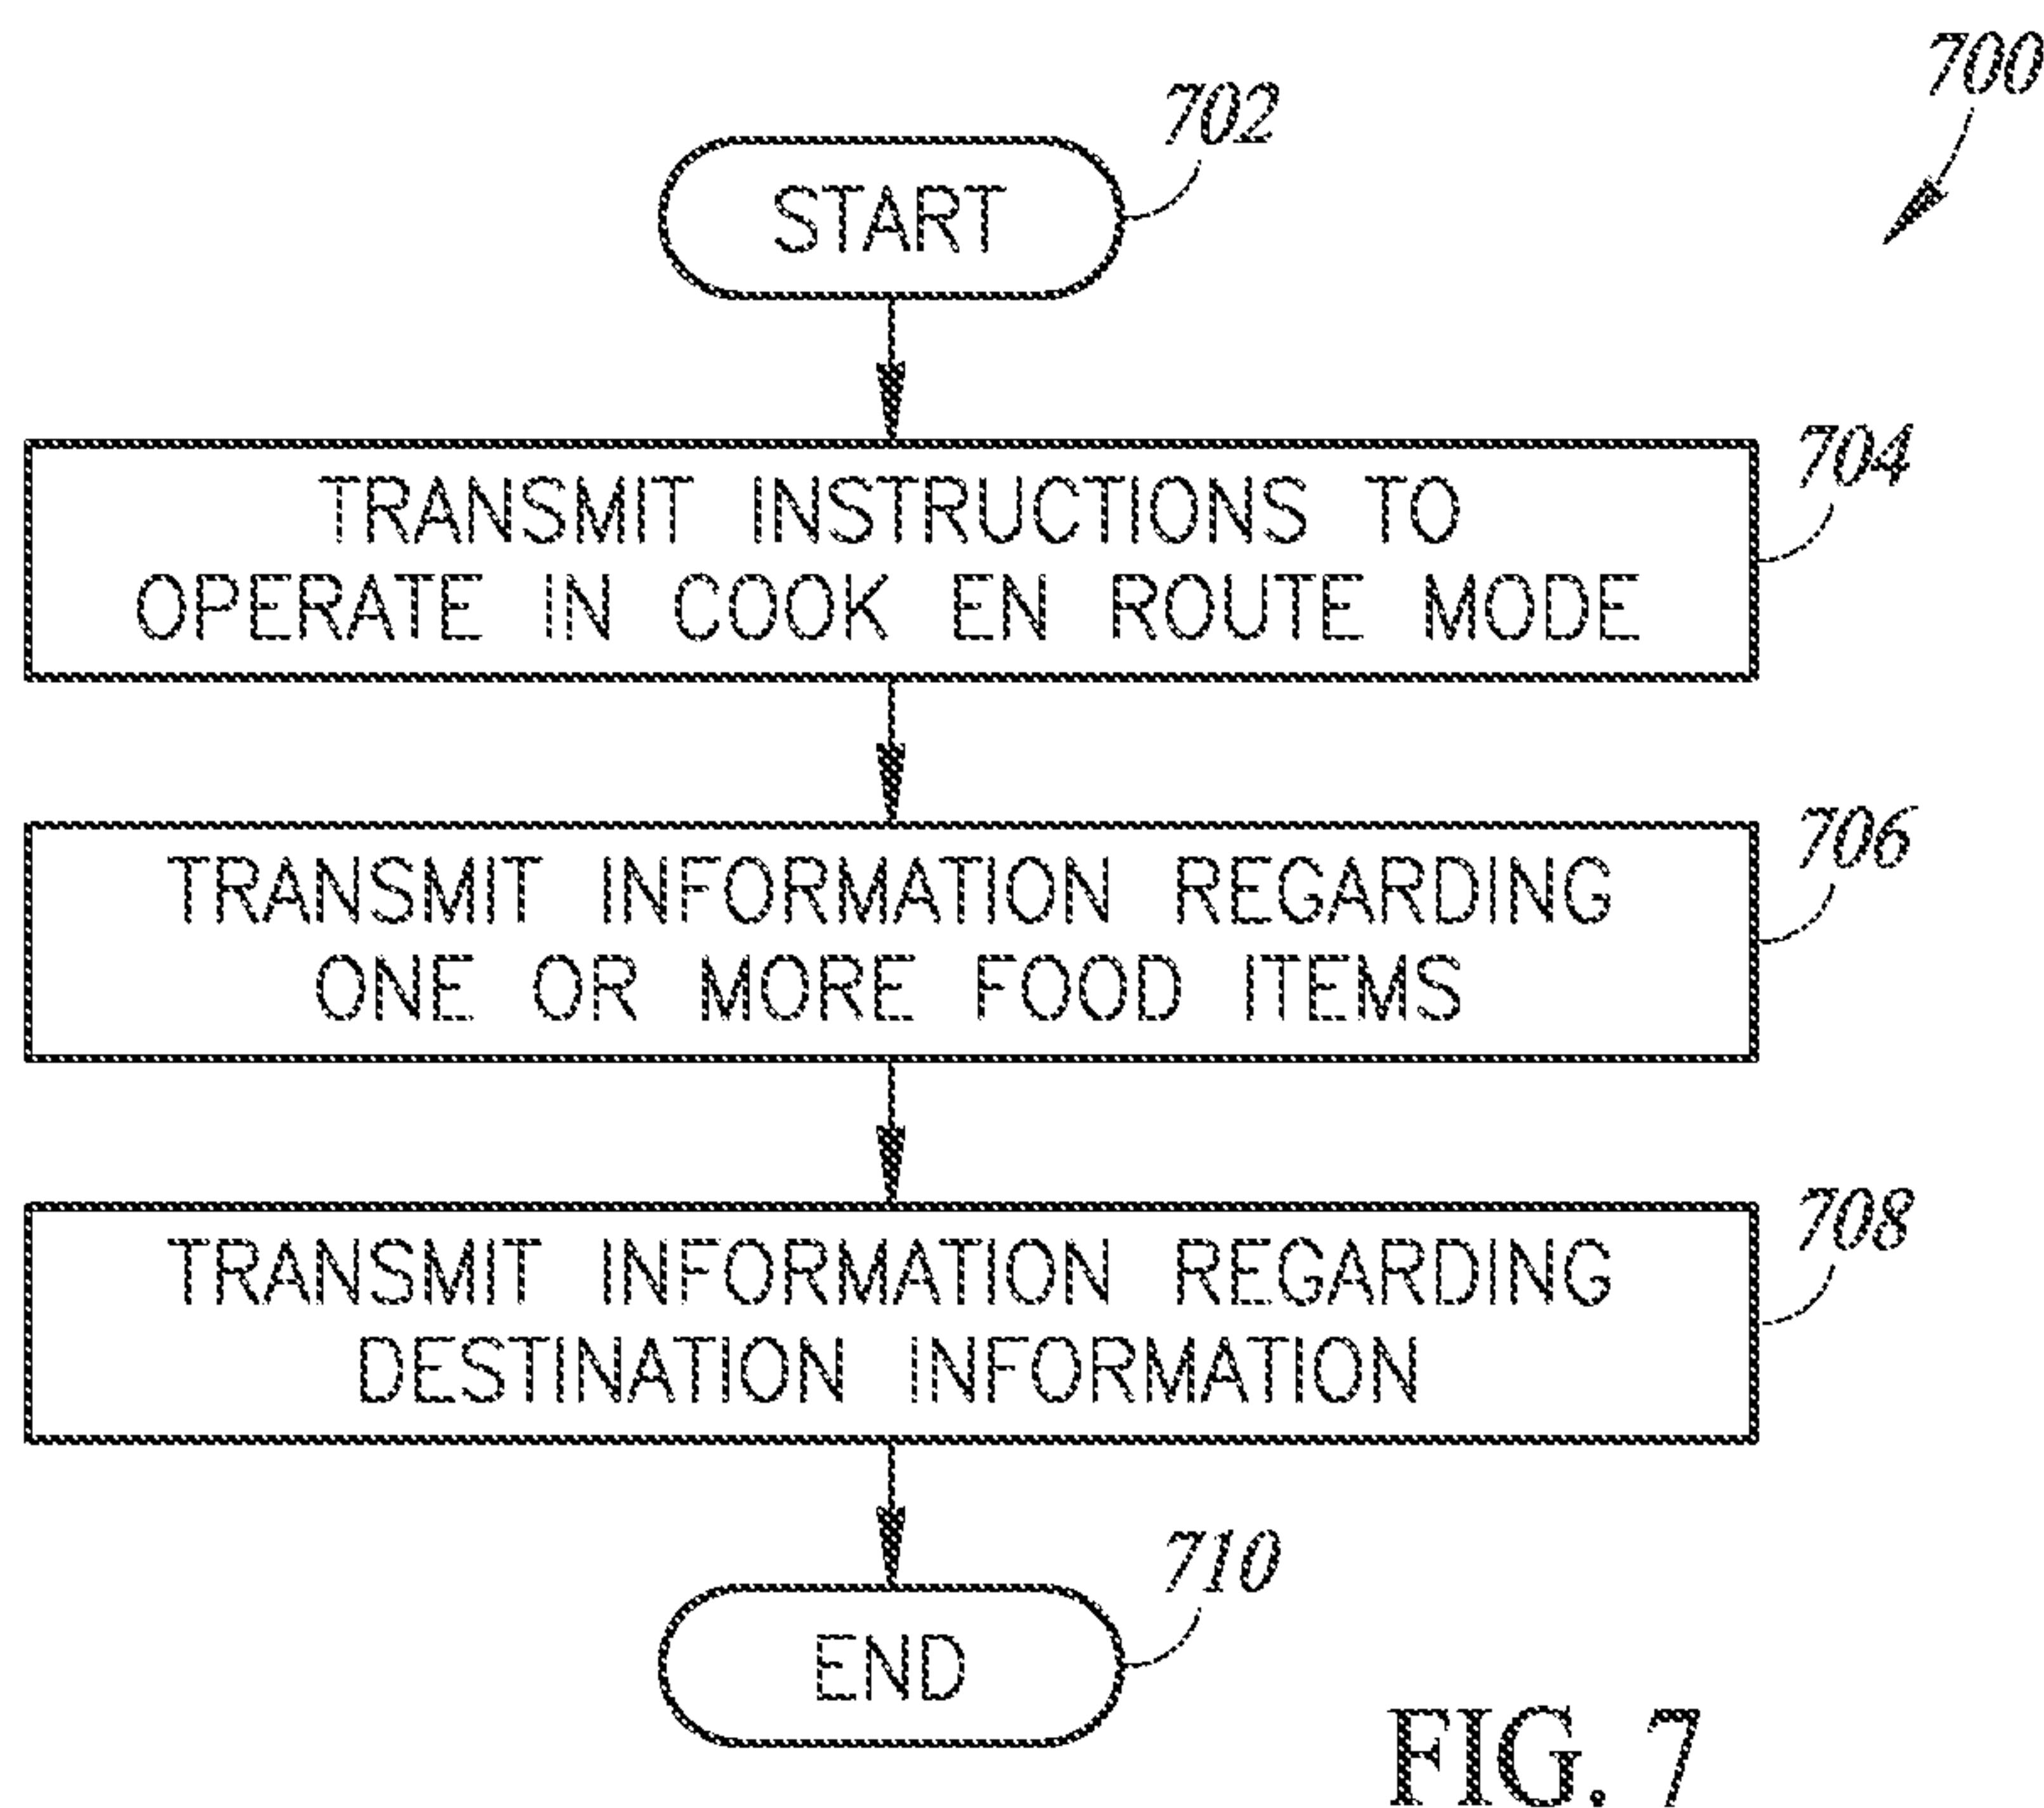 700
702
START
704
TRANSMIT INSTRUCTIONS TO
OPERATE IN COOK EN ROUTE MODE
706
TRANSMIT INFORMATION REGARDING
ONE OR MORE FOOD ITEMS
708
TRANSMIT INFORMATION REGARDING
DESTINATION INFORMATION
710
END
FIG. 7